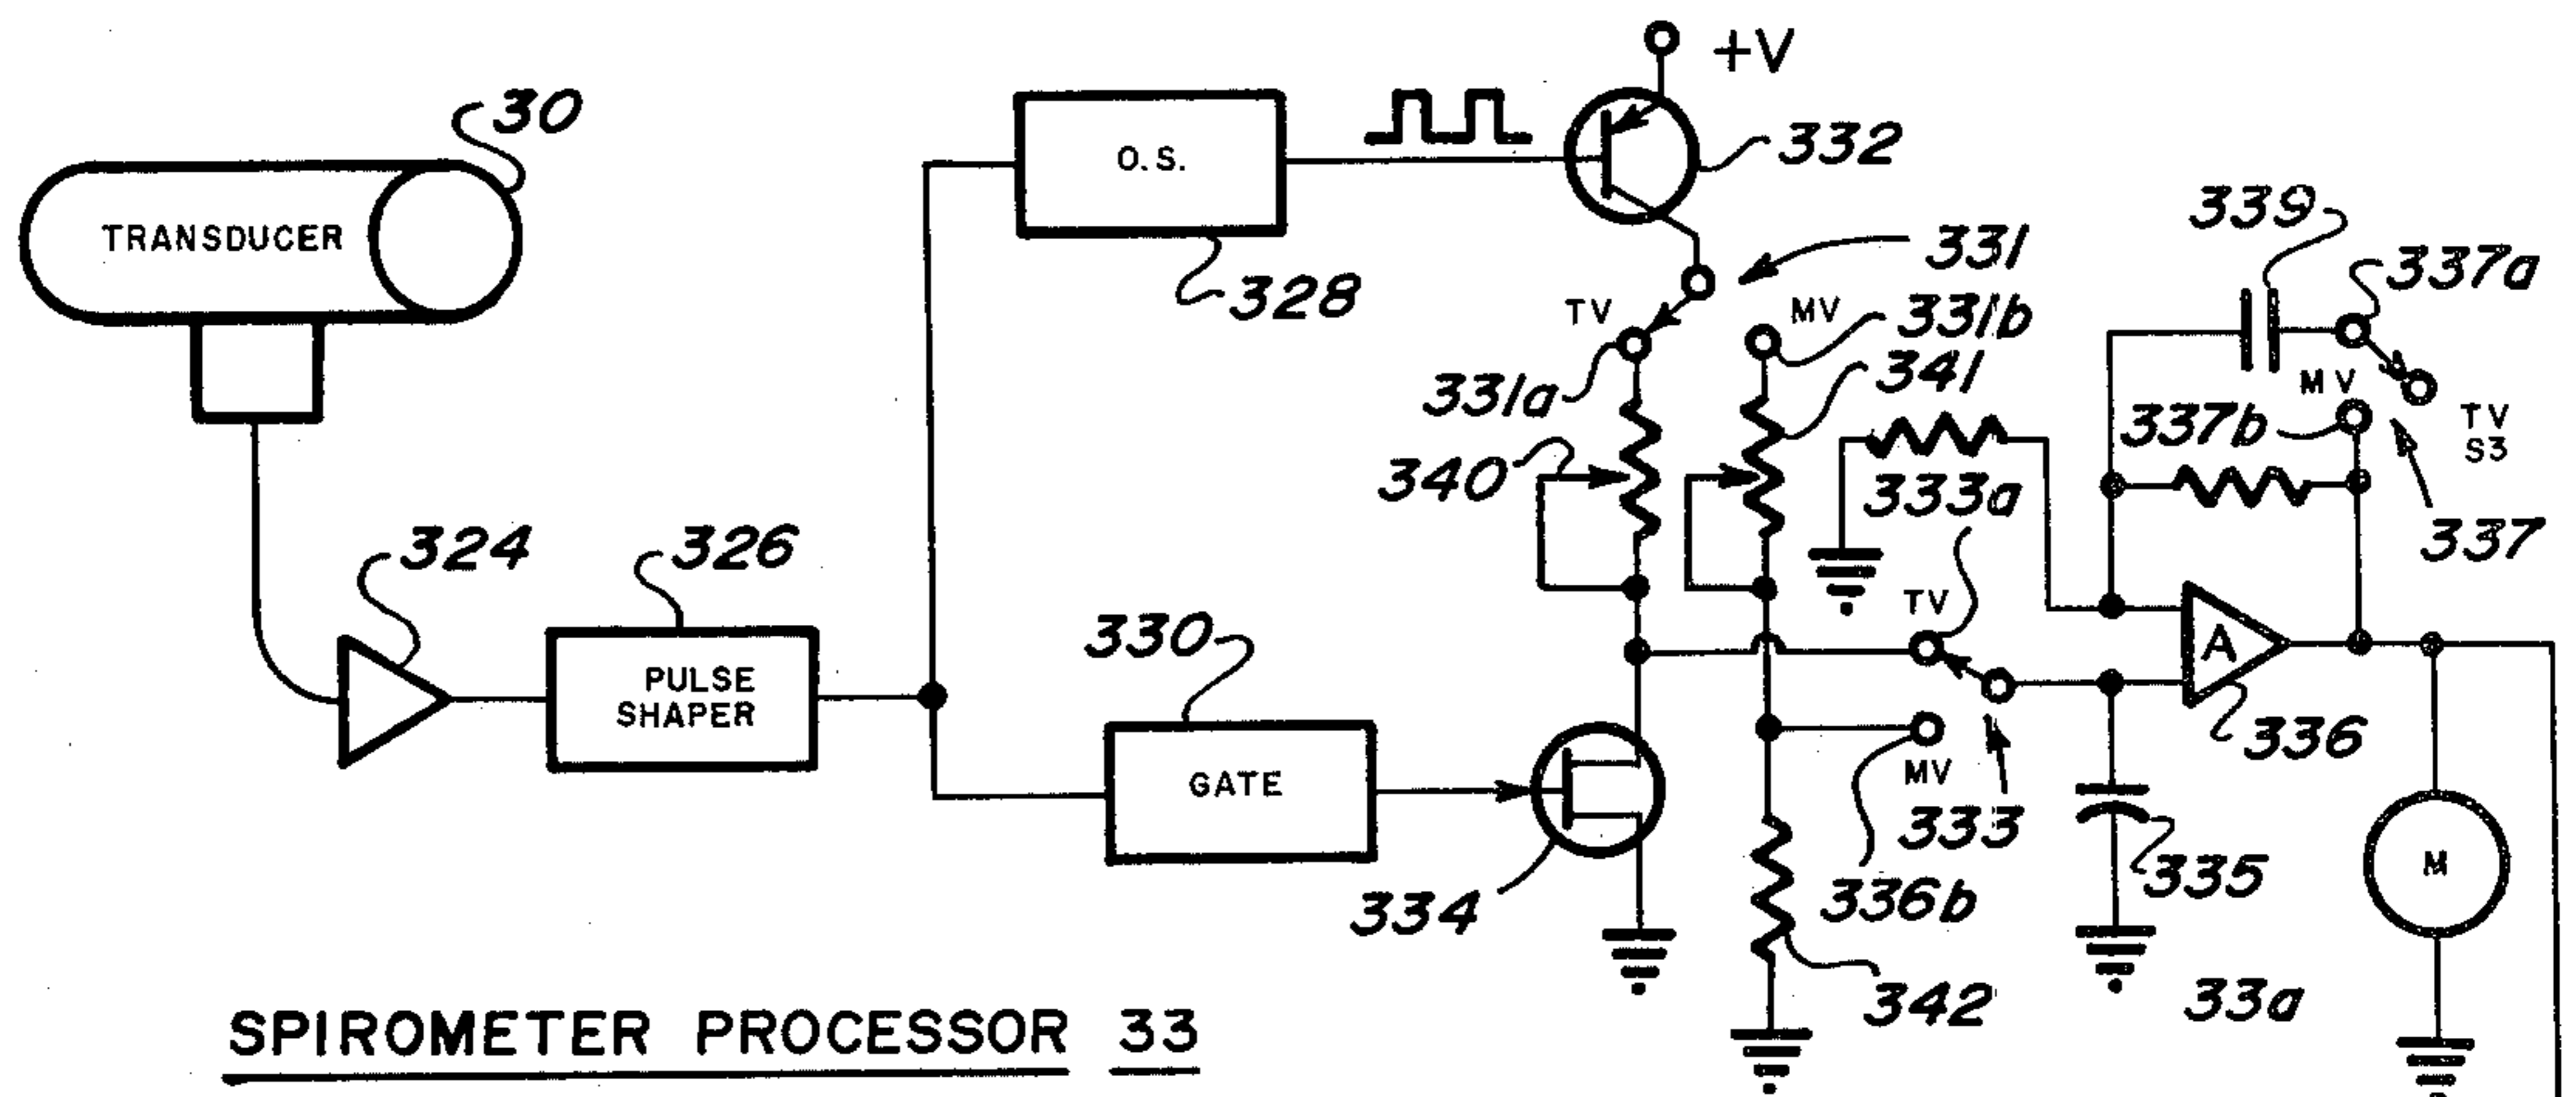 +V
30
O.S.
332
TRANSDUCER
339
331
337a
328
TV
MV
331b
MV
331a
341
337b
TV
S3
340
333a
337
324
326
330
TV
PULSE
SHAPER
A
336
GATE
MV
333
334
336b
335
M
342
33a
SPIROMETER PROCESSOR 33